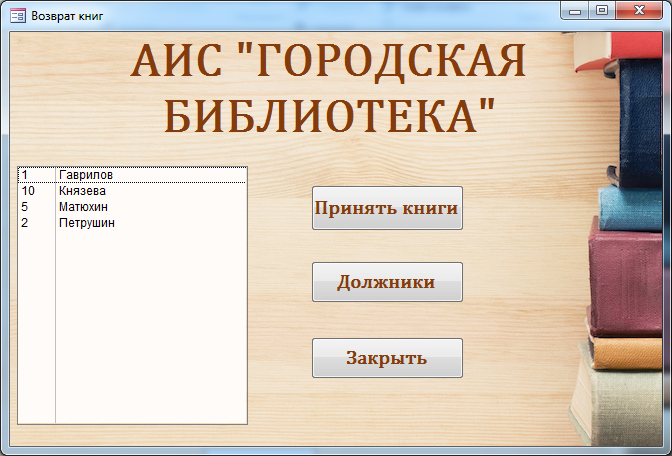 Возврат книг
АИС "ГОРОДСКАЯ
БИБЛИОТЕКА"
1 Гаврилов
10 Князева
5 Матюхин
2 Петрушин
Принять книги
Должники
Закрыть